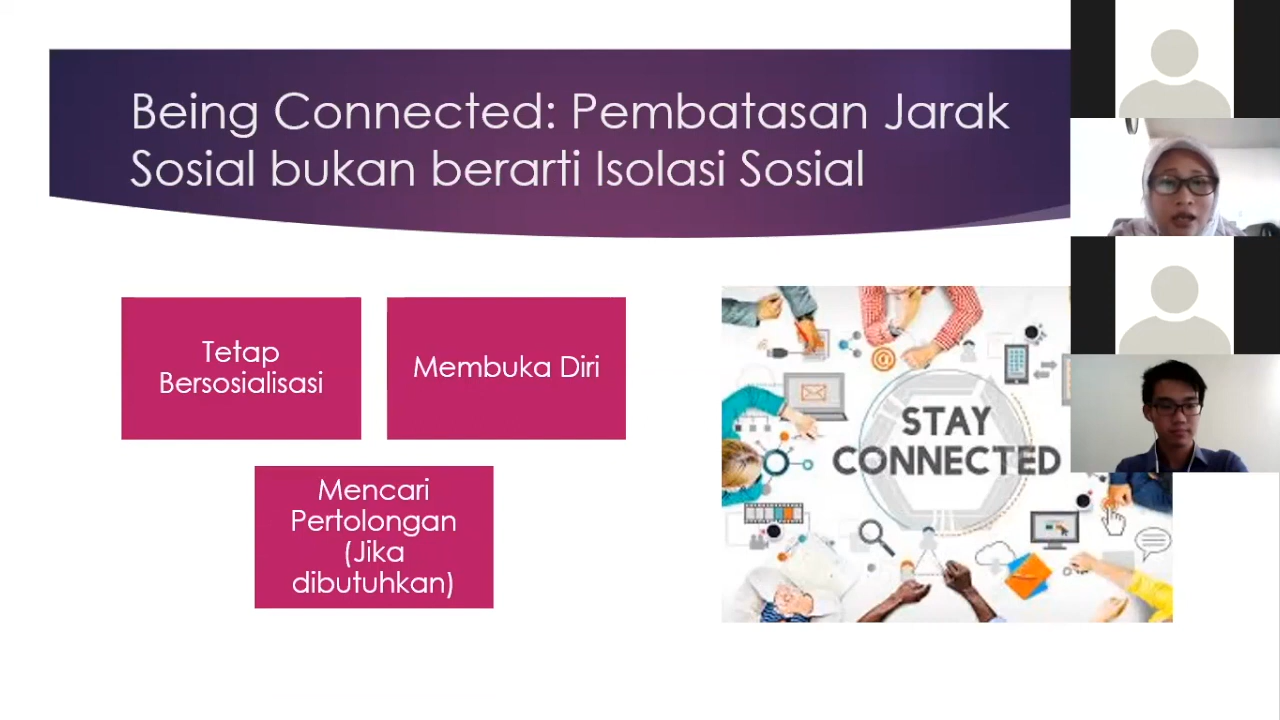 Being Connected: Pembatasan Jarak
Sosial bukan berarti Isolasi Sosial
Tetap
Bersosialisasi
Membuka Diri
Mencari
Pertolongan
(Jika
dibutuhkan)
STAY
CONNECTED